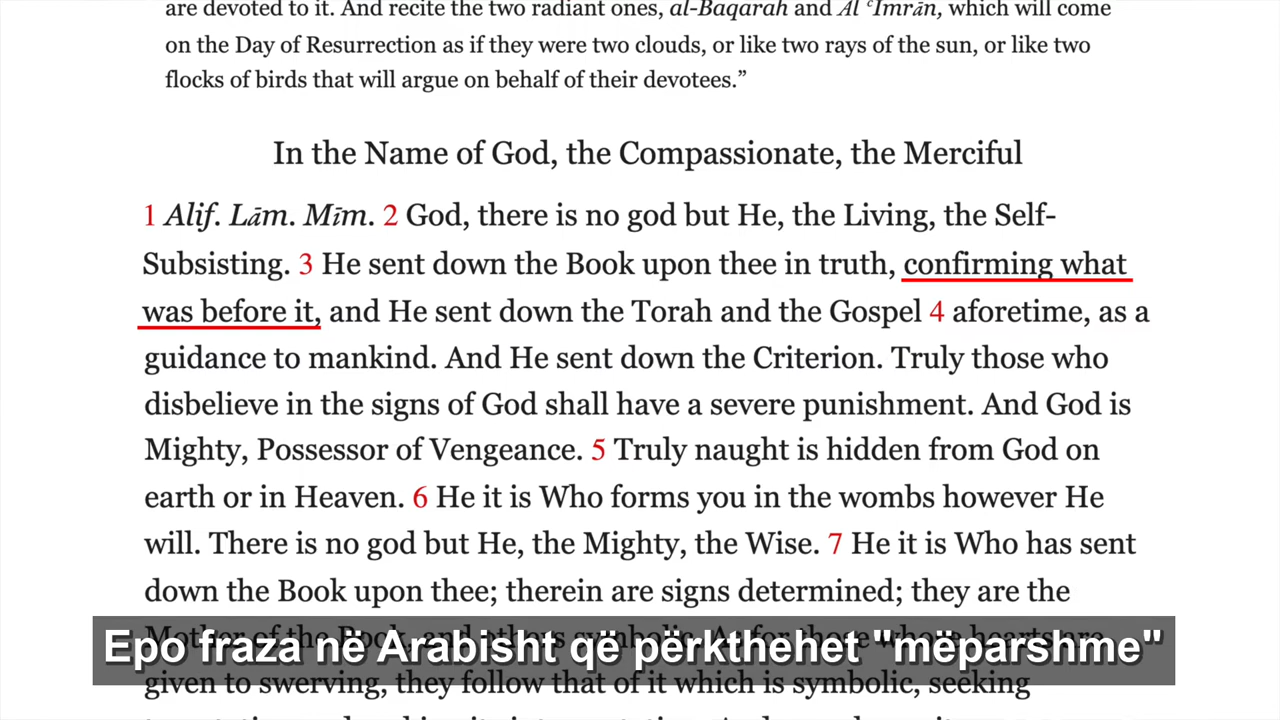 are devoted to it. And recite the two radiant ones, al-Baqarah and Āl ʿImrān, which will come
on the Day of Resurrection as if they were two clouds, or like two rays of the sun, or like two
flocks of birds that will argue on behalf of their devotees.”
In the Name of God, the Compassionate, the Merciful
1 Alif. Lām. Mīm. 2 God, there is no god but He, the Living, the Self-
Subsisting. 3 He sent down the Book upon thee in truth, confirming what
was before it, and He sent down the Torah and the Gospel 4 aforetime, as a
guidance to mankind. And He sent down the Criterion. Truly those who
disbelieve in the signs of God shall have a severe punishment. And God is
Mighty, Possessor of Vengeance. 5 Truly naught is hidden from God on
earth or in Heaven. 6 He it is Who forms you in the wombs however He
will. There is no god but He, the Mighty, the Wise. 7 He it is Who has sent
down the Book upon thee; therein are signs determined; they are the
Epo fraza në Arabisht që përkthehet "mëparshme"
given to swerving, they follow that of it which is symbolic, seeking